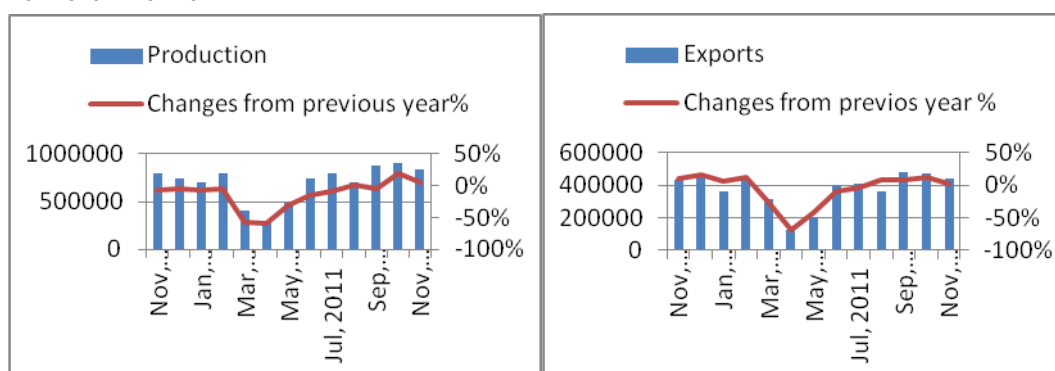 Production
Changes from previous year%
1000000
500000
0
50%
0%
-50%
-100%
Nov,...
Jan,...
Mar,...
May,...
Jul, 2011
Sep,...
Nov,...
Exports
Changes from previos year %
600000
400000
200000
0
50%
0%
-50%
-100%
Nov,...
Jan,...
Mar,...
May,...
Jul, 2011
Sep,...
Nov,...